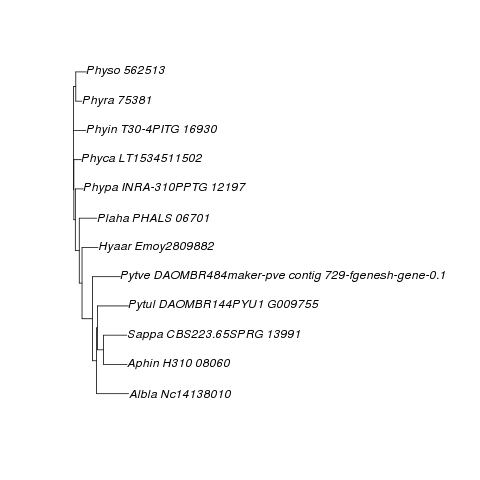 Physo 562513
Phyra 75381
Phyin T30-4PITG 16930
Phyca LT1534511502
Phypa INRA-310PPTG 12197
Plaha PHALS 06701
Hyaar Emoy2809882
Pytve DAOMBR484maker-pve contig 729-fgenesh-gene-0.1
Pytul DAOMBR144PYU1 G009755
Sappa CBS223.65SPRG 13991
Aphin H310 08060
Albla Nc14138010